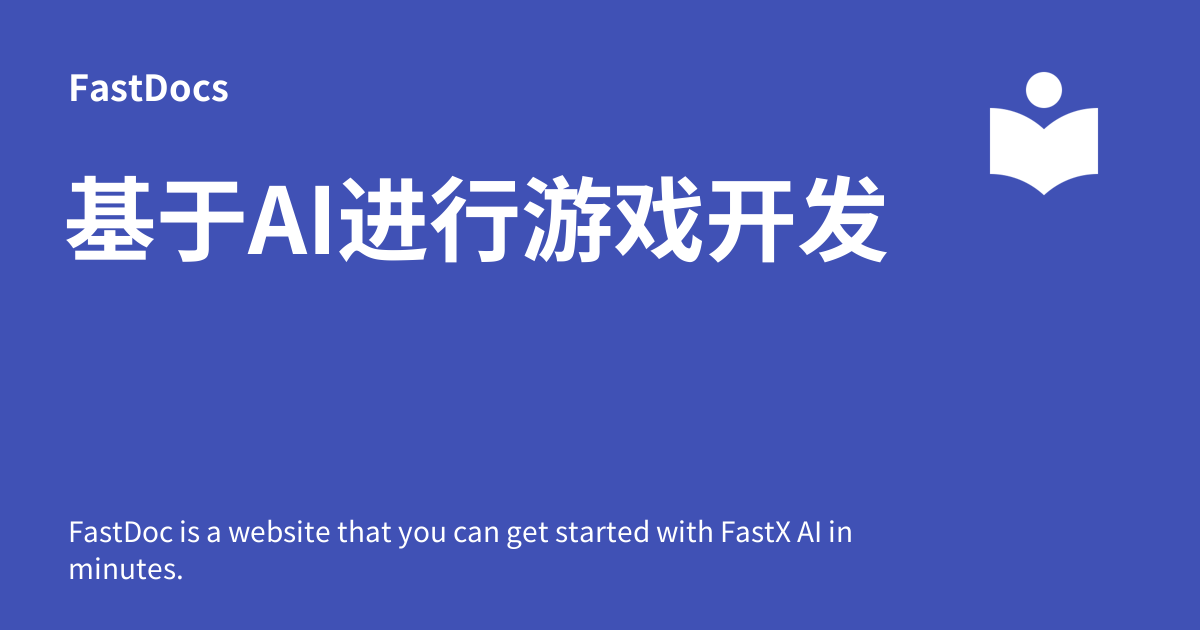 FastDocs
基于AI进行游戏开发
FastDoc is a website that you can get started with FastX AI in
minutes.